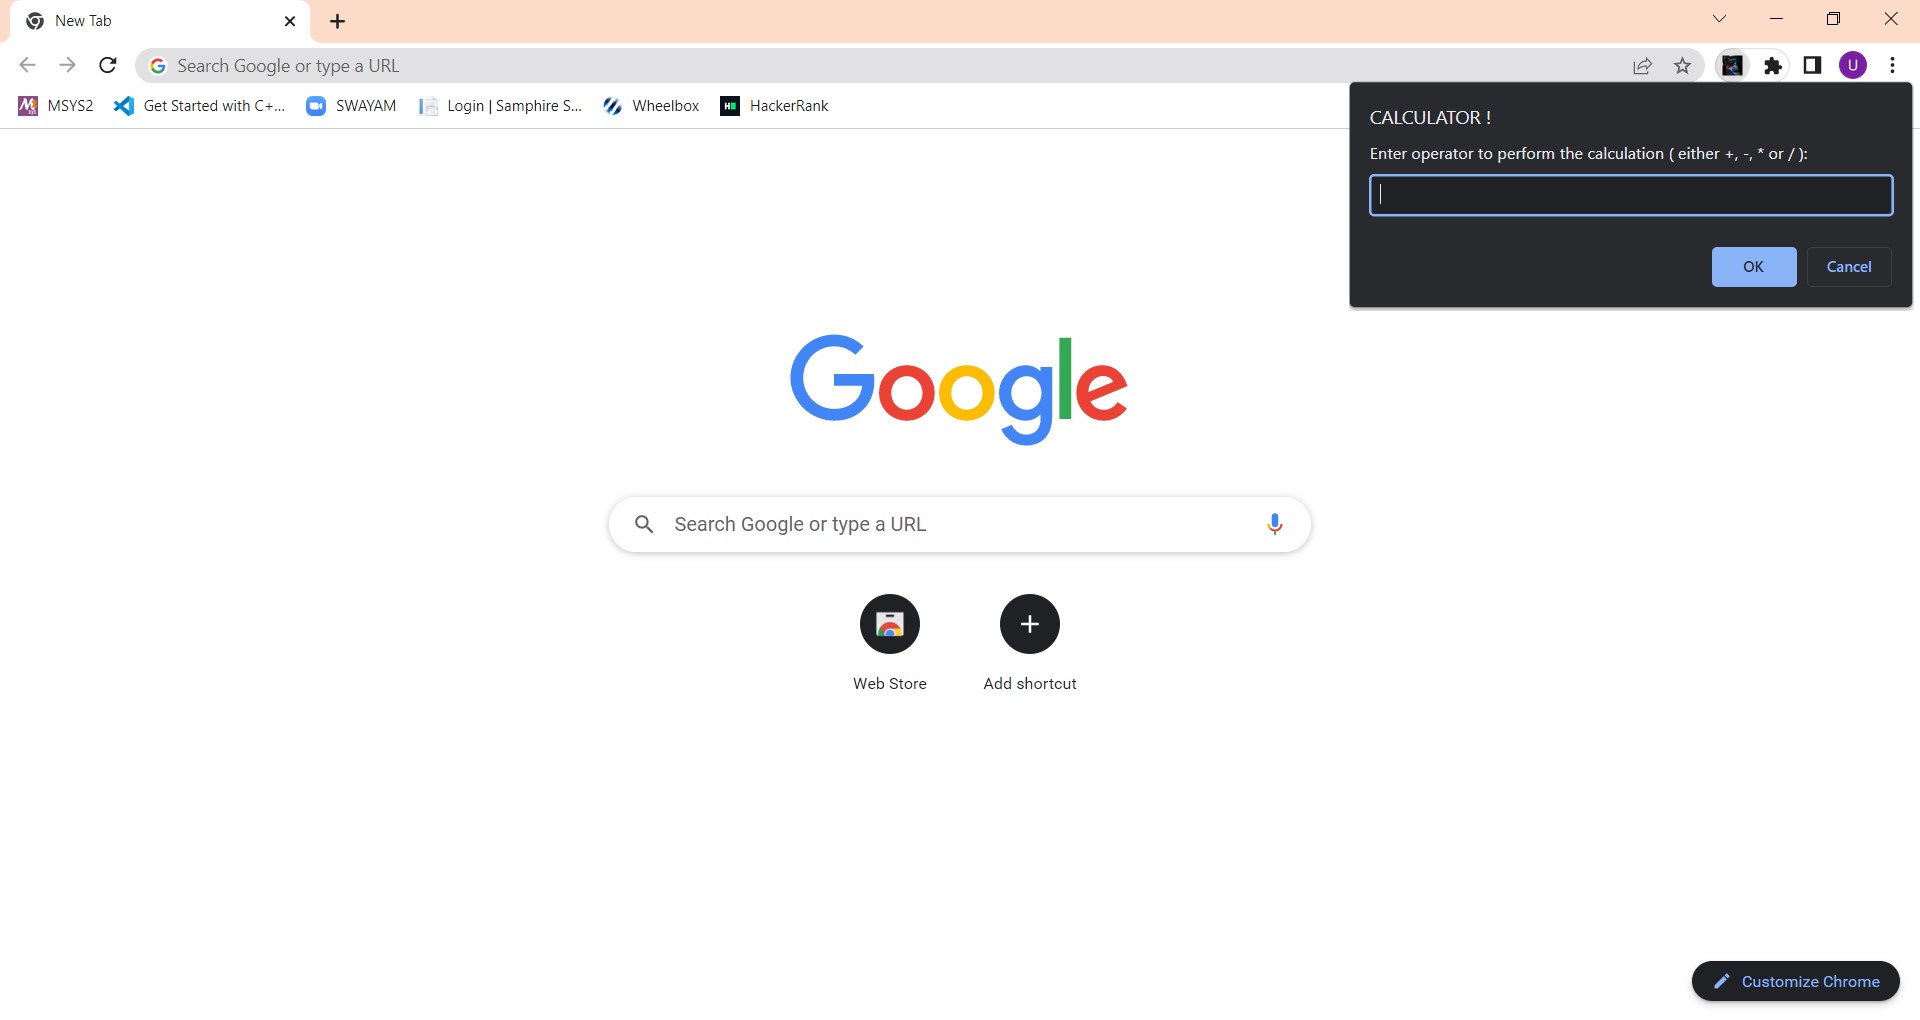 New Tab
Search Google or type a URL
U
MSYS2
Get Started with C+...
SWAYAM
Login | Samphire S...
Wheelbox
HackerRank
CALCULATOR !
Enter operator to perform the calculation ( either +, -, * or / ):
OK
Cancel
Google
Search Google or type a URL
Web Store
Add shortcut
Customize Chrome